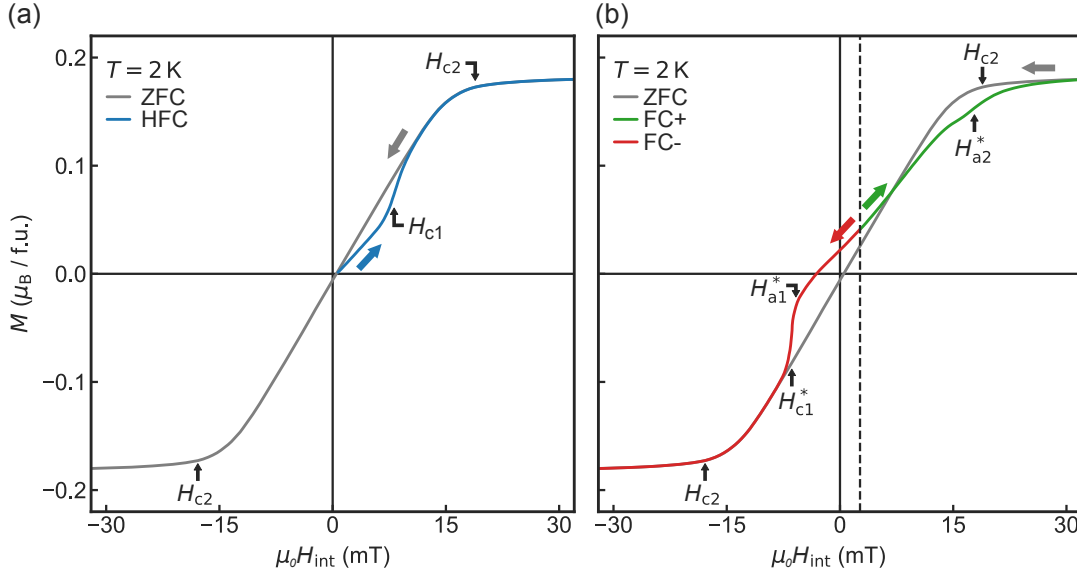 (a)
T = 2 K
ZFC
HFC
H_c2
H_c1
H_c2
0.2
0.1
0.0
−0.1
−0.2
M (μ_B / f.u.)
−30 −15 0 15 30
μ_0H_int (mT)
(b)
T = 2 K
ZFC
FC+
FC-
H_c2
H*_a2
H*_a1
H*_c1
H_c2
−30 −15 0 15 30
μ_0H_int (mT)